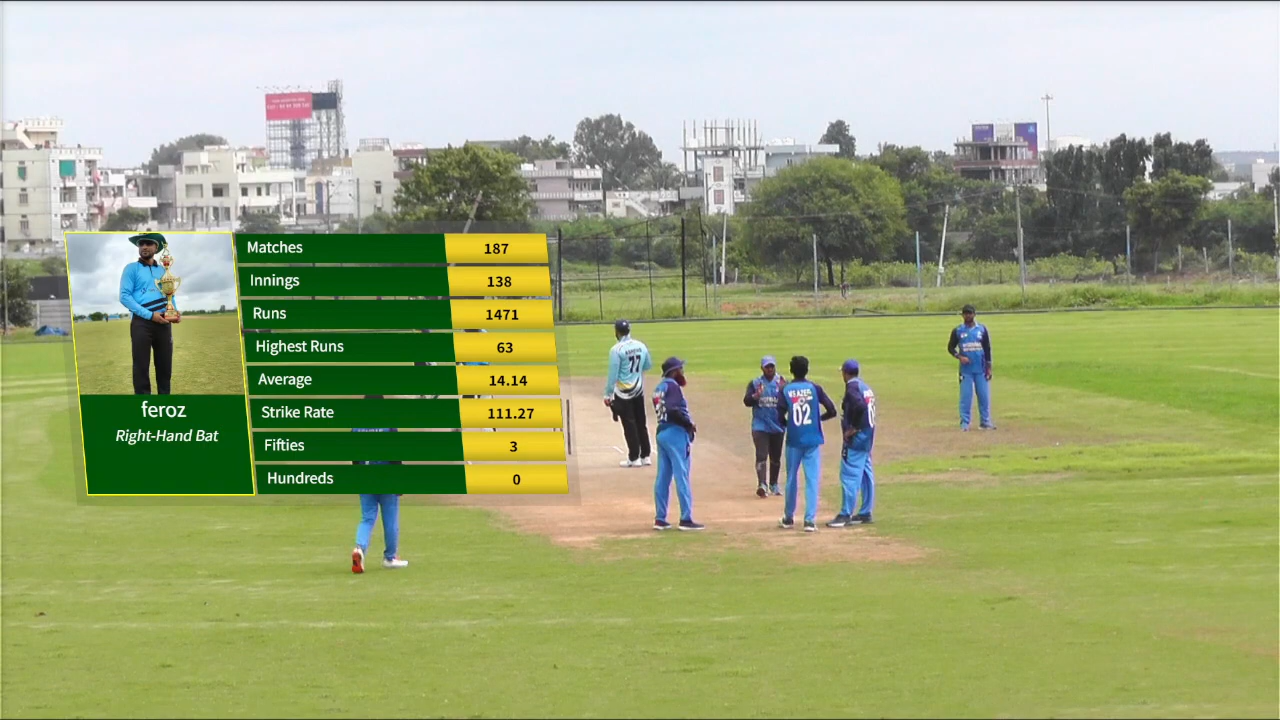 feroz
Right-Hand Bat
Matches 187
Innings 138
Runs 1471
Highest Runs 63
Average 14.14
Strike Rate 111.27
Fifties 3
Hundreds 0
77
02